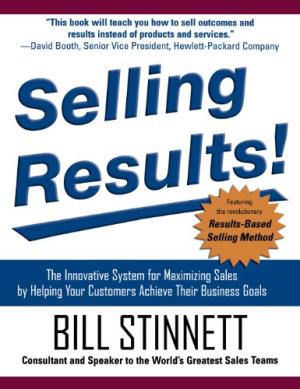 "This book will teach you how to sell outcomes and
results instead of products and services."
—David Booth, Senior Vice President, Hewlett-Packard Company
Selling
Results!
Featuring
the revolutionary
Results-Based
Selling Method
The Innovative System for Maximizing Sales
by Helping Your Customers Achieve Their Business Goals
BILL STINNETT
Consultant and Speaker to the World's Greatest Sales Teams